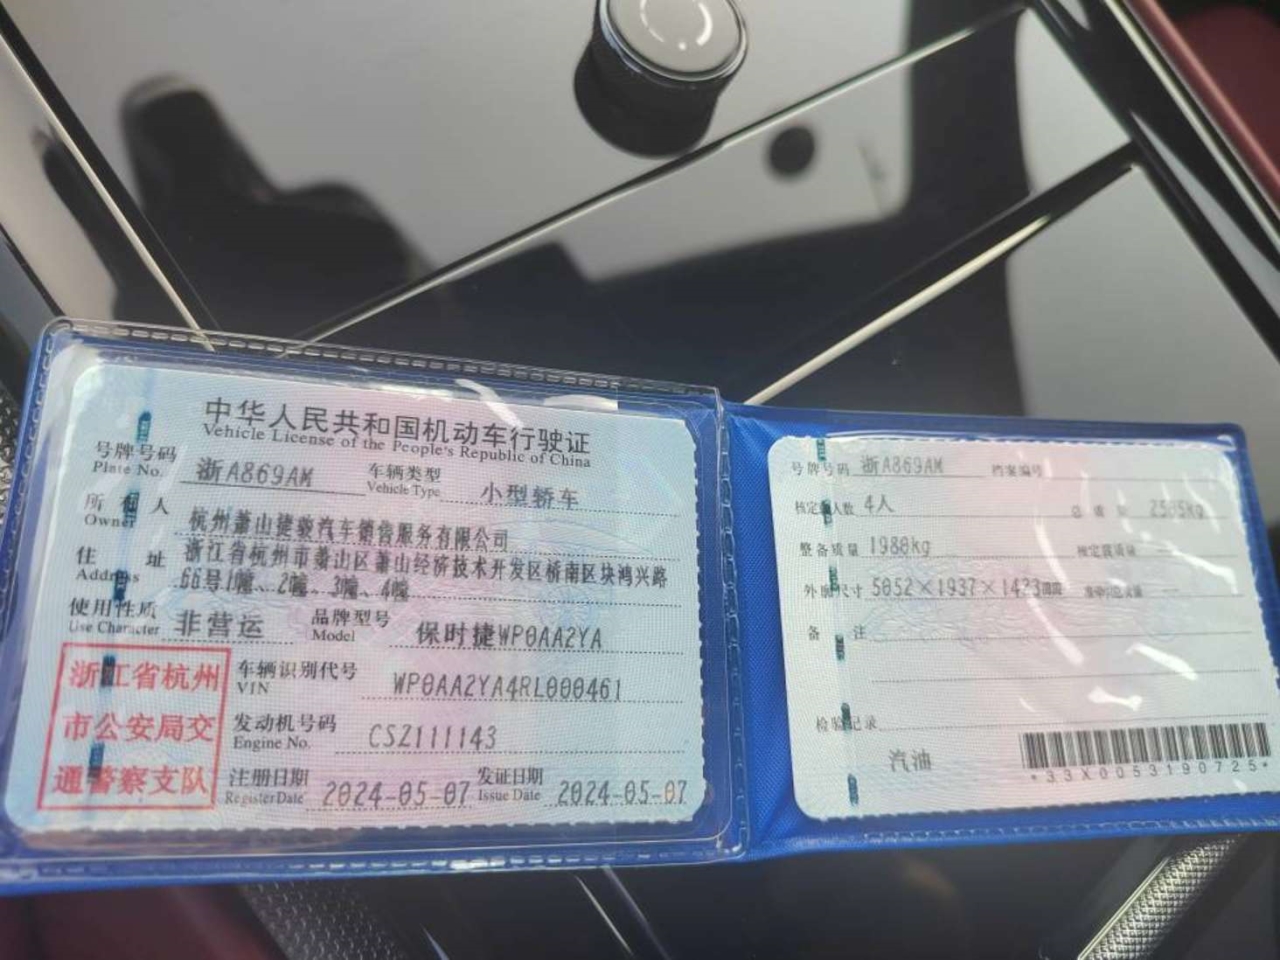 中华人民共和国机动车行驶证
Vehicle License of the People's Republic of China
号牌号码 浙A869AM 车辆类型 小型轿车
Plate No. Vehicle Type
所有人 杭州萧山捷骏汽车销售服务有限公司
Owner
住址 浙江省杭州市萧山区萧山经济技术开发区桥南区块鸿兴路
Address 66号1幢、2幢、3幢、4幢
使用性质 非营运 品牌型号 保时捷WP0AA2YA
Use Character Model
浙江省杭州
市公安局交
通警察支队
车辆识别代号 WP0AA2YA4RL000461
VIN
发动机号码 CSZ111143
Engine No.
注册日期 2024-05-07 发证日期 2024-05-07
Register Date Issue Date
号牌号码 浙A869AM 档案编号
核定载人数 4人 总质量
整备质量 1980kg 核定载质量 ——
外廓尺寸 5052×1937×1423mm ——
备注
检验记录
汽油
*33X0053190725*